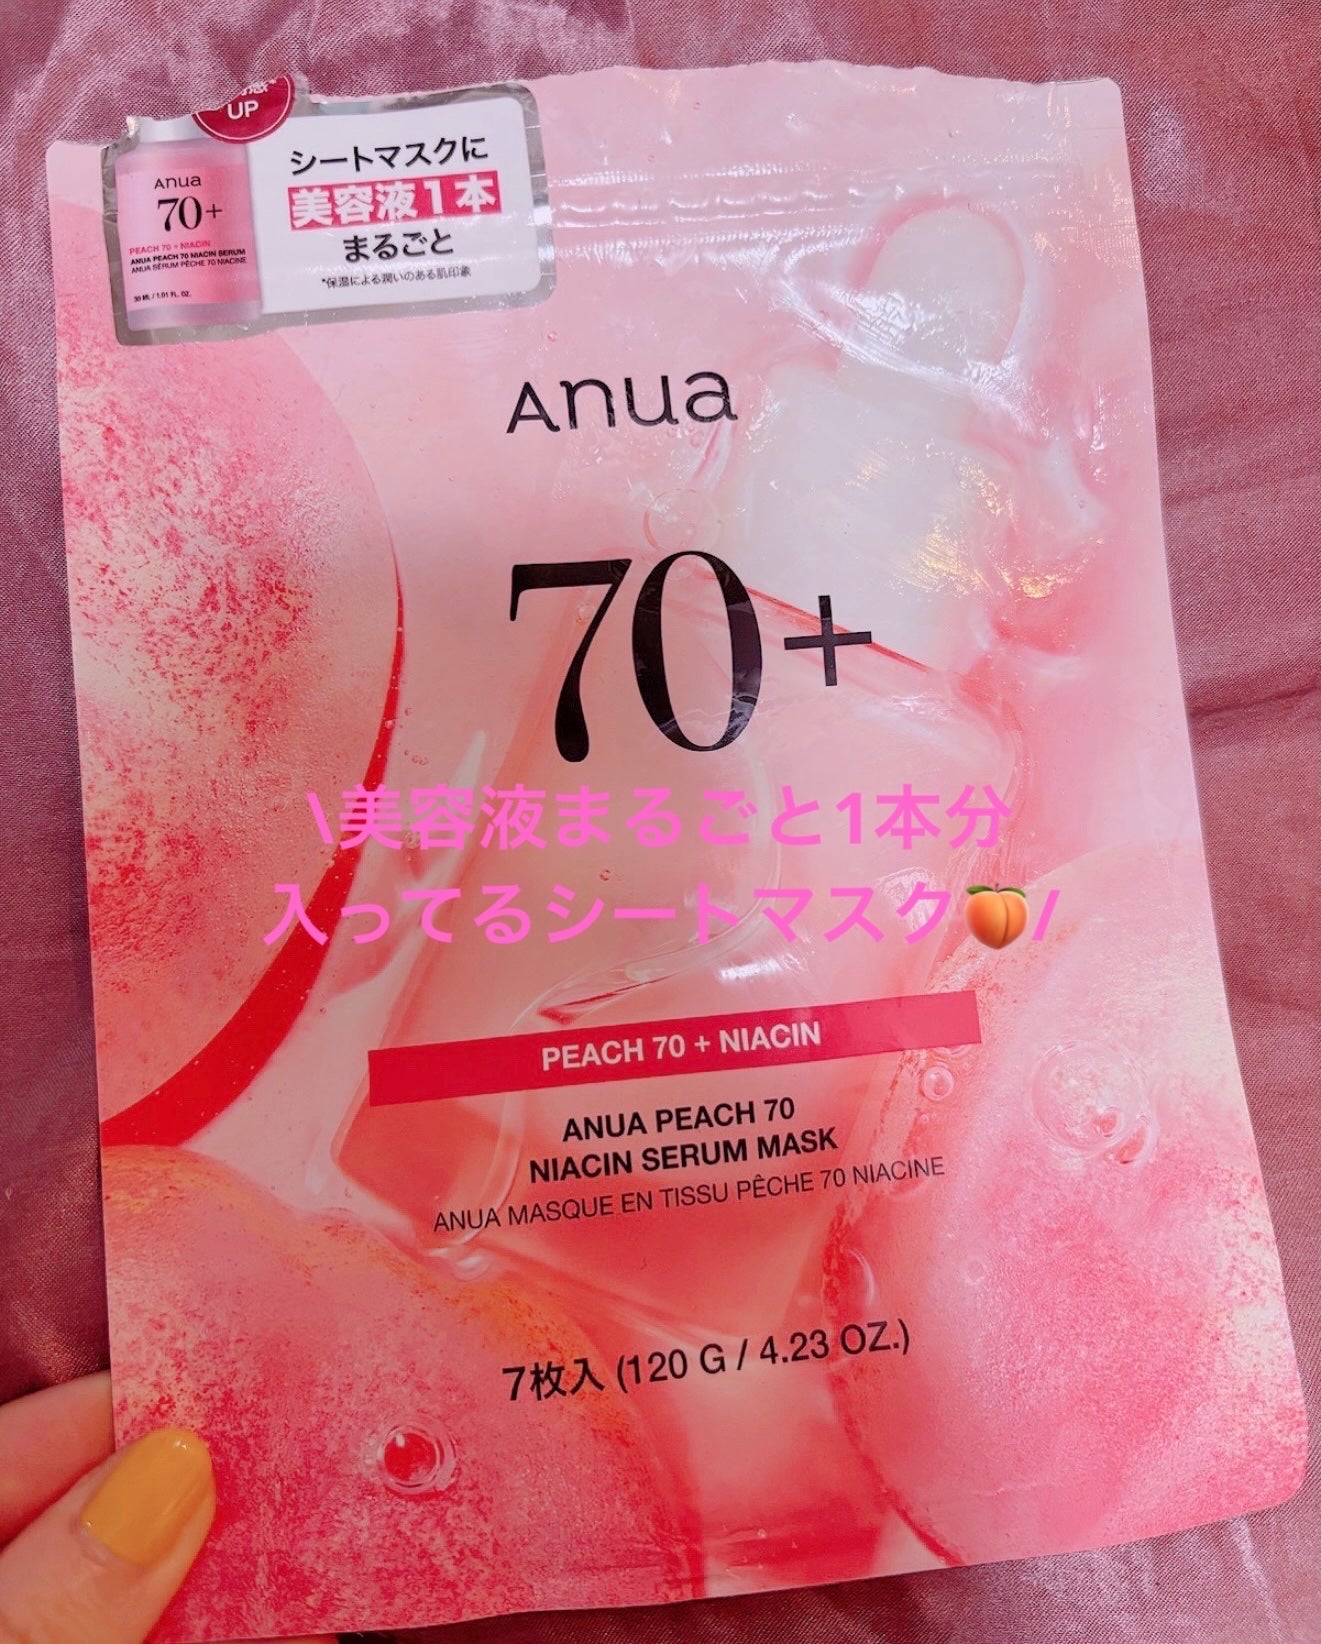 UP
Anua
70+
PEACH 70 + NIACIN
ANUA PEACH 70 NIACIN SERUM
ANUA SÉRUM PÊCHE 70 NIACINE
30 ML / 1.01 FL. OZ.
シートマスクに
美容液1本
まるごと
*保湿による潤いのある肌印象
Anua
70+
\美容液まるごと1本分
入ってるシートマスク🍑/
PEACH 70 + NIACIN
ANUA PEACH 70
NIACIN SERUM MASK
ANUA MASQUE EN TISSU PÊCHE 70 NIACINE
7枚入 (120 G / 4.23 OZ.)